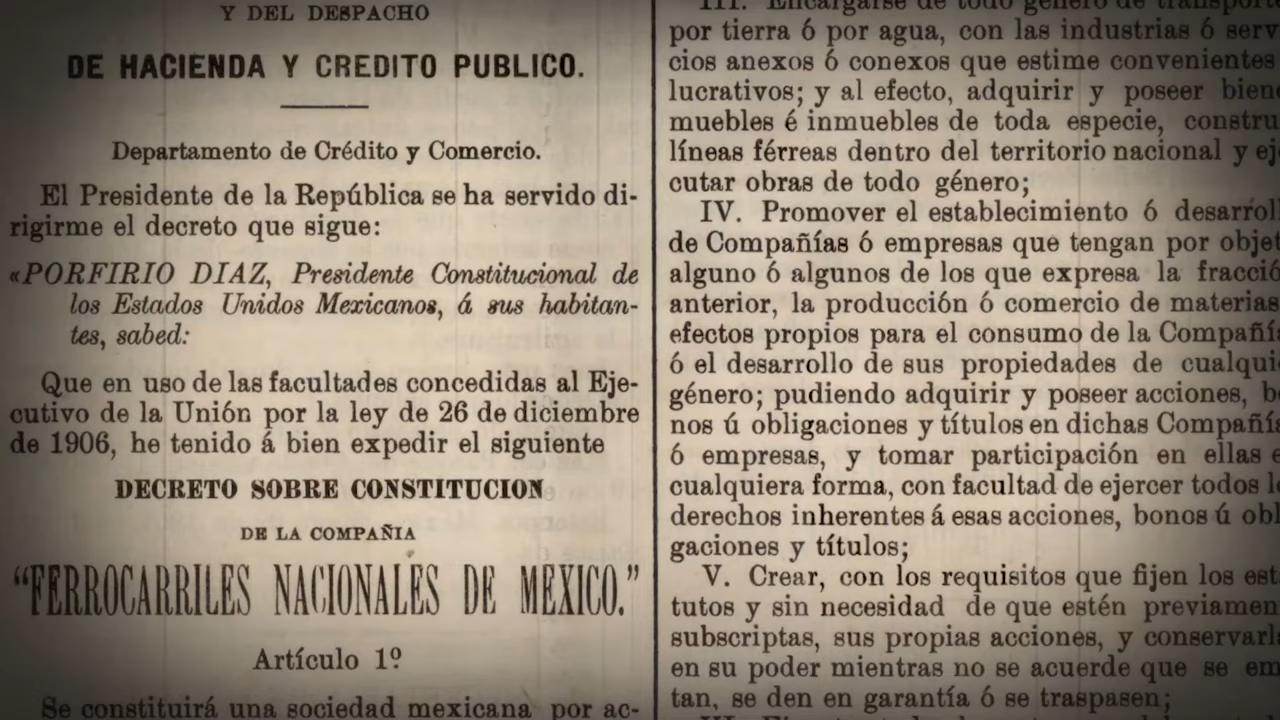 Y DEL DESPACHO
DE HACIENDA Y CREDITO PUBLICO.
Departamento de Crédito y Comercio.
El Presidente de la República se ha servido di-
rigirme el decreto que sigue:
«PORFIRIO DIAZ, Presidente Constitucional de
los Estados Unidos Mexicanos, á sus habitan-
tes, sabed:
Que en uso de las facultades concedidas al Eje-
cutivo de la Unión por la ley de 26 de diciembre
de 1906, he tenido á bien expedir el siguiente
DECRETO SOBRE CONSTITUCION
DE LA COMPAÑIA
“FERROCARRILES NACIONALES DE MEXICO.”
Artículo 1º
Se constituirá una sociedad mexicana por ac-
III. Encargarse de todo género de transporte
por tierra ó por agua, con las industrias ó serv
cios anexos ó conexos que estime convenientes
lucrativos; y al efecto, adquirir y poseer bien
muebles é inmuebles de toda especie, constru
líneas férreas dentro del territorio nacional y ej
cutar obras de todo género;
IV. Promover el establecimiento ó desarrol
de Compañías ó empresas que tengan por objet
alguno ó algunos de los que expresa la fracció
anterior, la producción ó comercio de materias
efectos propios para el consumo de la Compañí
ó el desarrollo de sus propiedades de cualqui
género; pudiendo adquirir y poseer acciones, b
nos ú obligaciones y títulos en dichas Compañí
ó empresas, y tomar participación en ellas e
cualquiera forma, con facultad de ejercer todos l
derechos inherentes á esas acciones, bonos ú obl
gaciones y títulos;
V. Crear, con los requisitos que fijen los est
tutos y sin necesidad de que estén previamen
subscriptas, sus propias acciones, y conservarl
en su poder mientras no se acuerde que se em
tan, se den en garantía ó se traspasen;